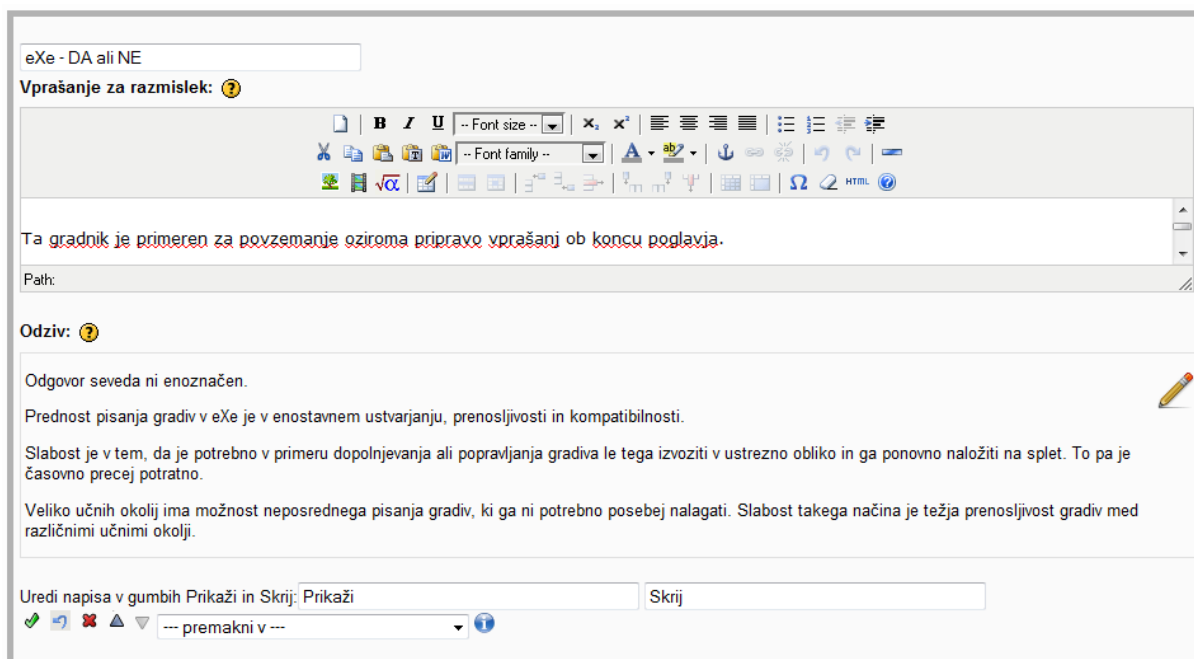 eXe - DA ali NE
Vprašanje za razmislek: ?
B I U -- Font size -- x₂ x²
-- Font family -- A ab
√α Ω HTML ?
Ta gradnik je primeren za povzemanje oziroma pripravo vprašanj ob koncu poglavja.
Path:
Odziv: ?
Odgovor seveda ni enoznačen.
Prednost pisanja gradiv v eXe je v enostavnem ustvarjanju, prenosljivosti in kompatibilnosti.
Slabost je v tem, da je potrebno v primeru dopolnjevanja ali popravljanja gradiva le tega izvoziti v ustrezno obliko in ga ponovno naložiti na splet. To pa je
časovno precej potratno.
Veliko učnih okolij ima možnost neposrednega pisanja gradiv, ki ga ni potrebno posebej nalagati. Slabost takega načina je težja prenosljivost gradiv med
različnimi učnimi okolji.
Uredi napisa v gumbih Prikaži in Skrij: Prikaži Skrij
--- premakni v --- i